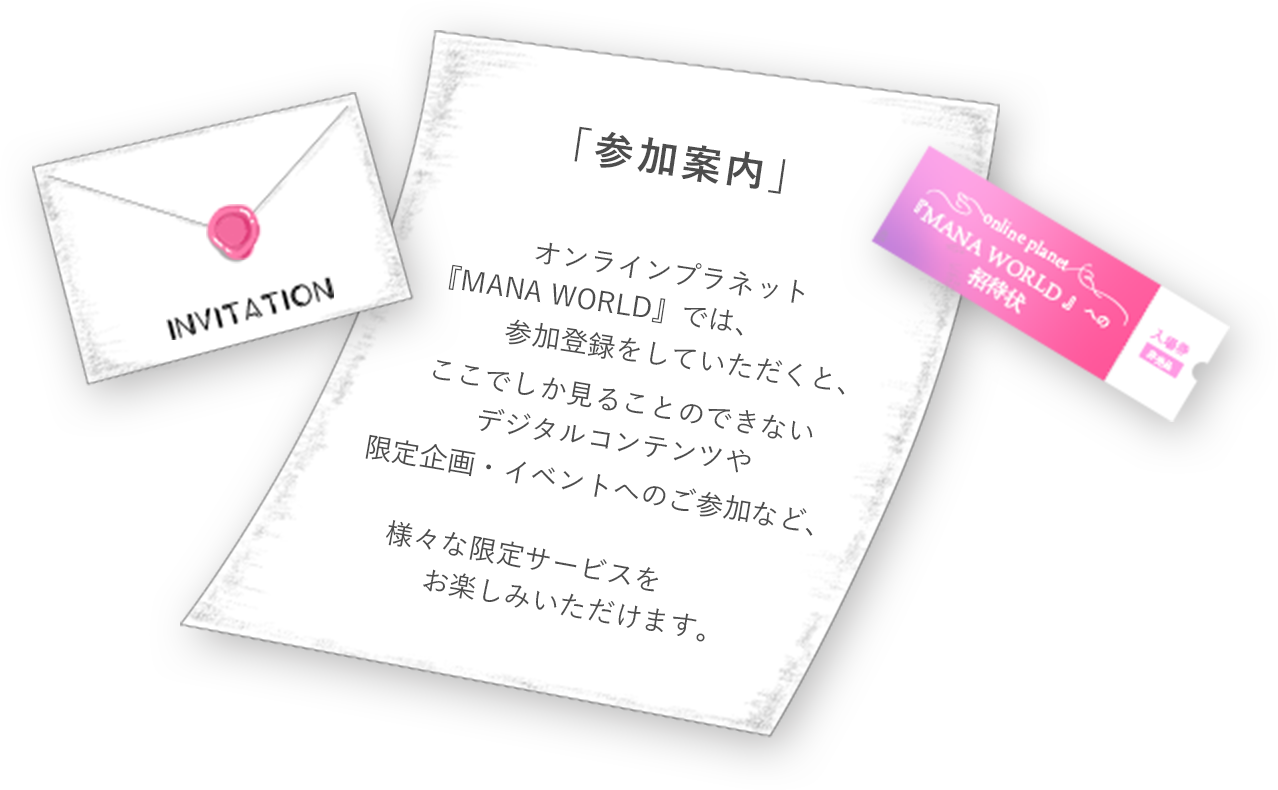 INVITATION
「参加案内」
オンラインプラネット
『MANA WORLD』では、
参加登録をしていただくと、
ここでしか見ることのできない
デジタルコンテンツや
限定企画・イベントへのご参加など、
様々な限定サービスを
お楽しみいただけます。
online planet
『MANA WORLD』への
招待状
入場券